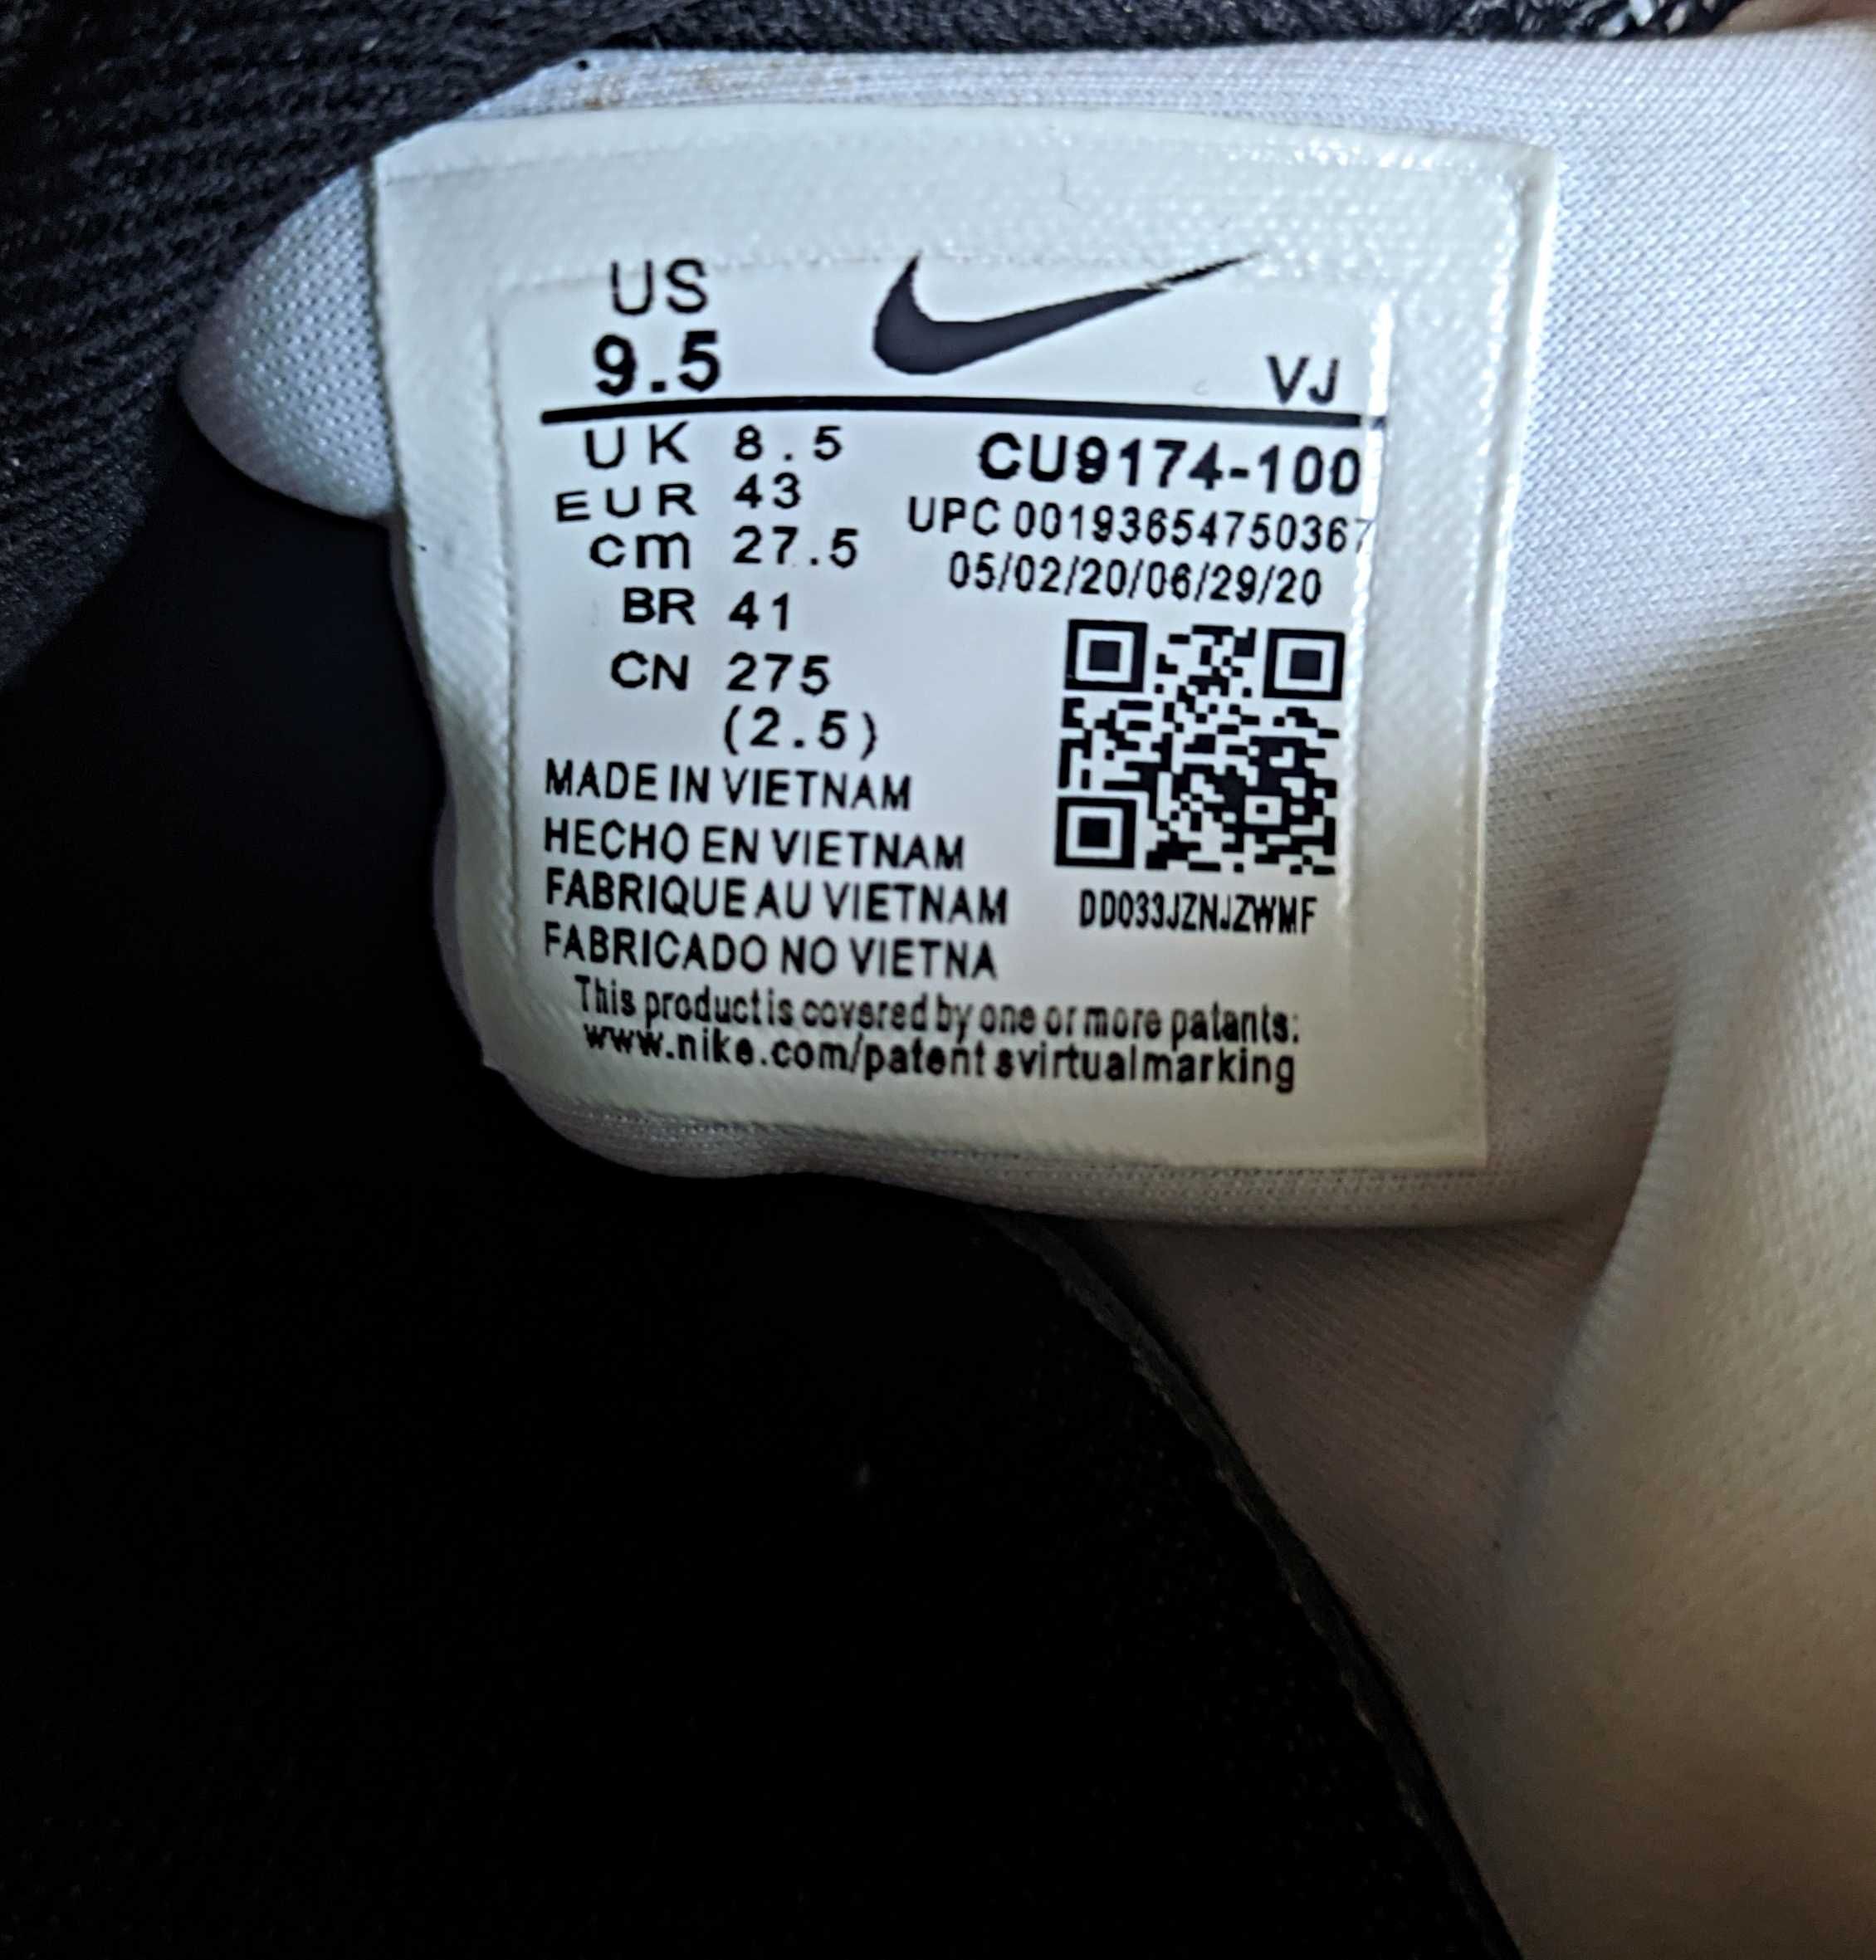 US
9.5
VJ
UK 8.5
EUR 43
cm 27.5
BR 41
CN 275
(2.5)
CU9174-100
UPC 00193654750367
05/02/20/06/29/20
DD033JZNJZWMF
MADE IN VIETNAM
HECHO EN VIETNAM
FABRIQUE AU VIETNAM
FABRICADO NO VIETNA
This product is covered by one or more patants:
www.nike.com/patent svirtualmarking